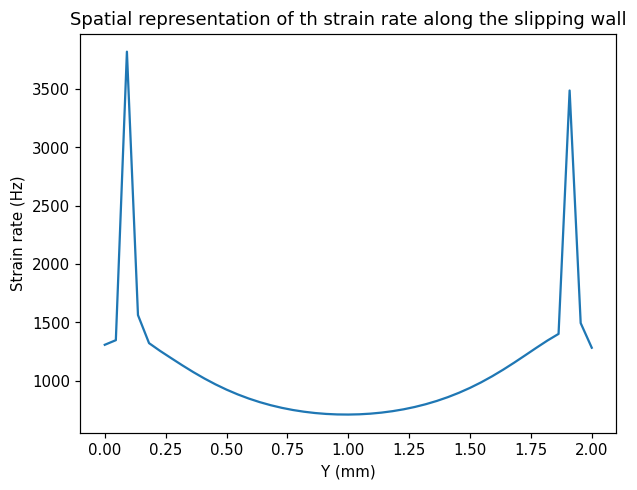 Spatial representation of th strain rate along the slipping wall
3500
3000
2500
2000
1500
1000
Strain rate (Hz)
0.00 0.25 0.50 0.75 1.00 1.25 1.50 1.75 2.00
Y (mm)